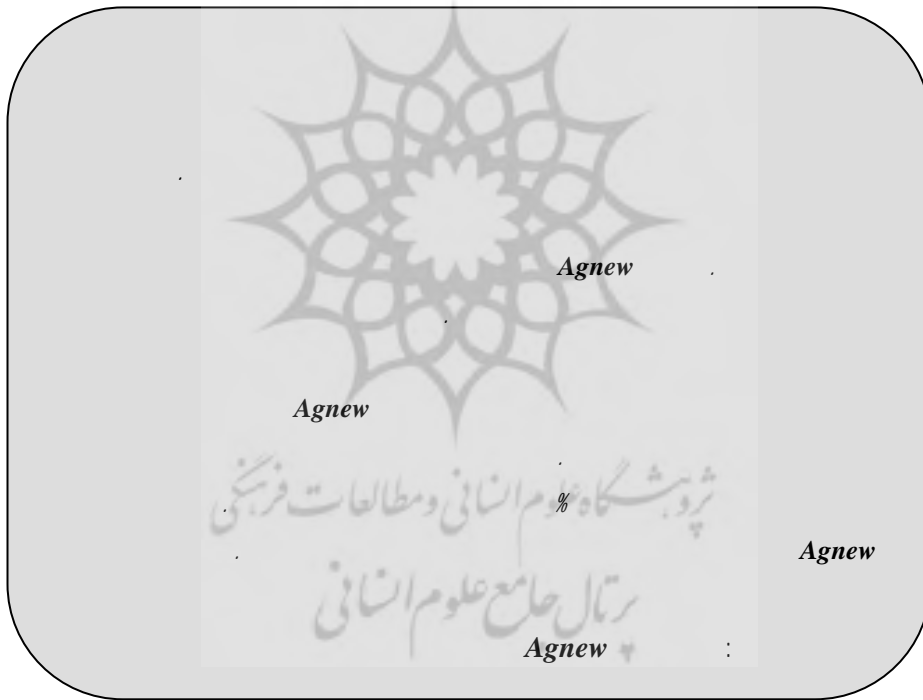 .
Agnew .
.
Agnew
.
پژوهشگاه علوم انسانی و مطالعات فرهنگی
%
.
.
Agnew
پرتال جامع علوم انسانی
Agnew :